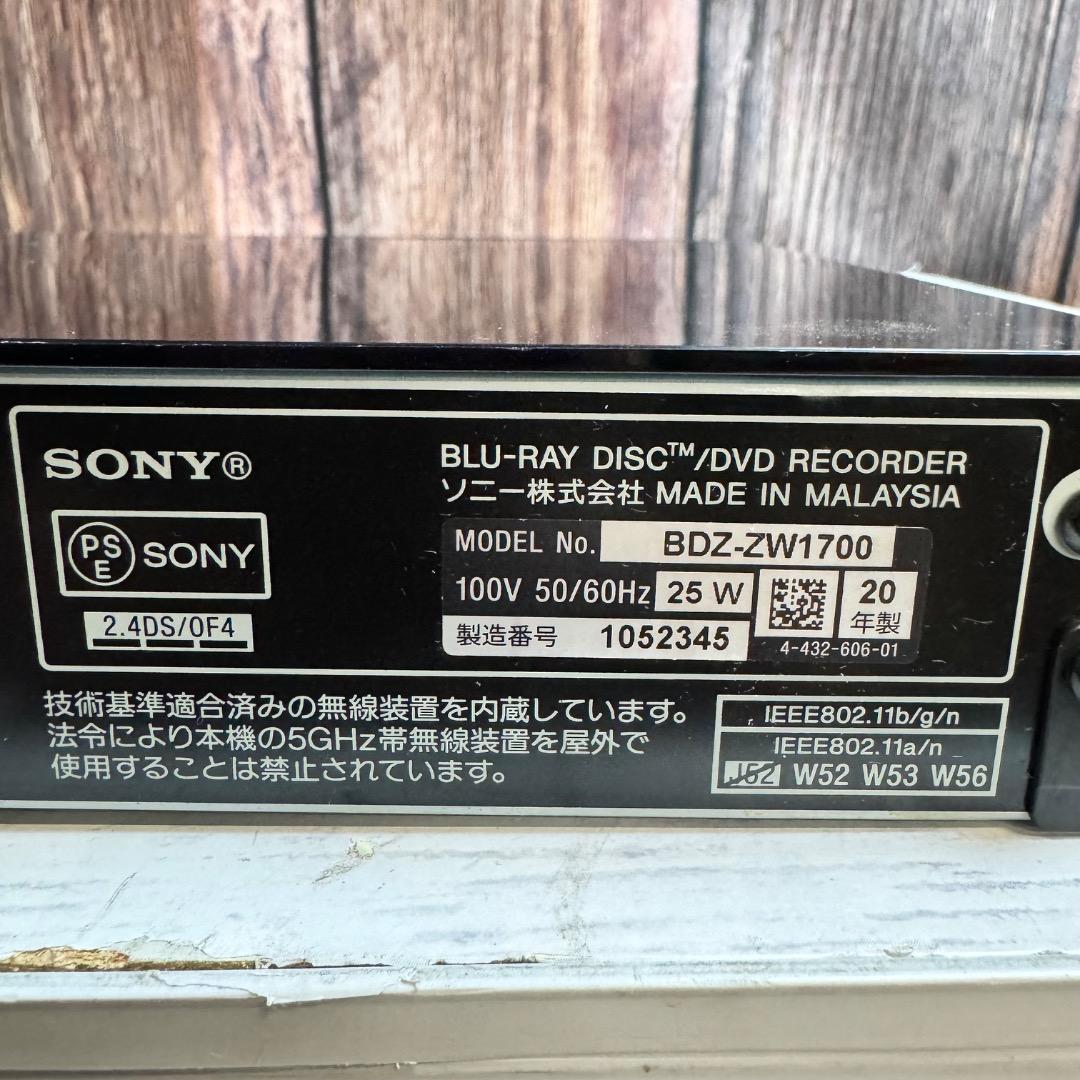 SONY®
BLU-RAY DISC™/DVD RECORDER
ソニー株式会社 MADE IN MALAYSIA
PSE SONY
MODEL No. BDZ-ZW1700
100V 50/60Hz 25 W
20
年製
2.4DS/OF4
製造番号 1052345
4-432-606-01
技術基準適合済みの無線装置を内蔵しています。
法令により本機の5GHz帯無線装置を屋外で
使用することは禁止されています。
IEEE802.11b/g/n
IEEE802.11a/n
J52 W52 W53 W56